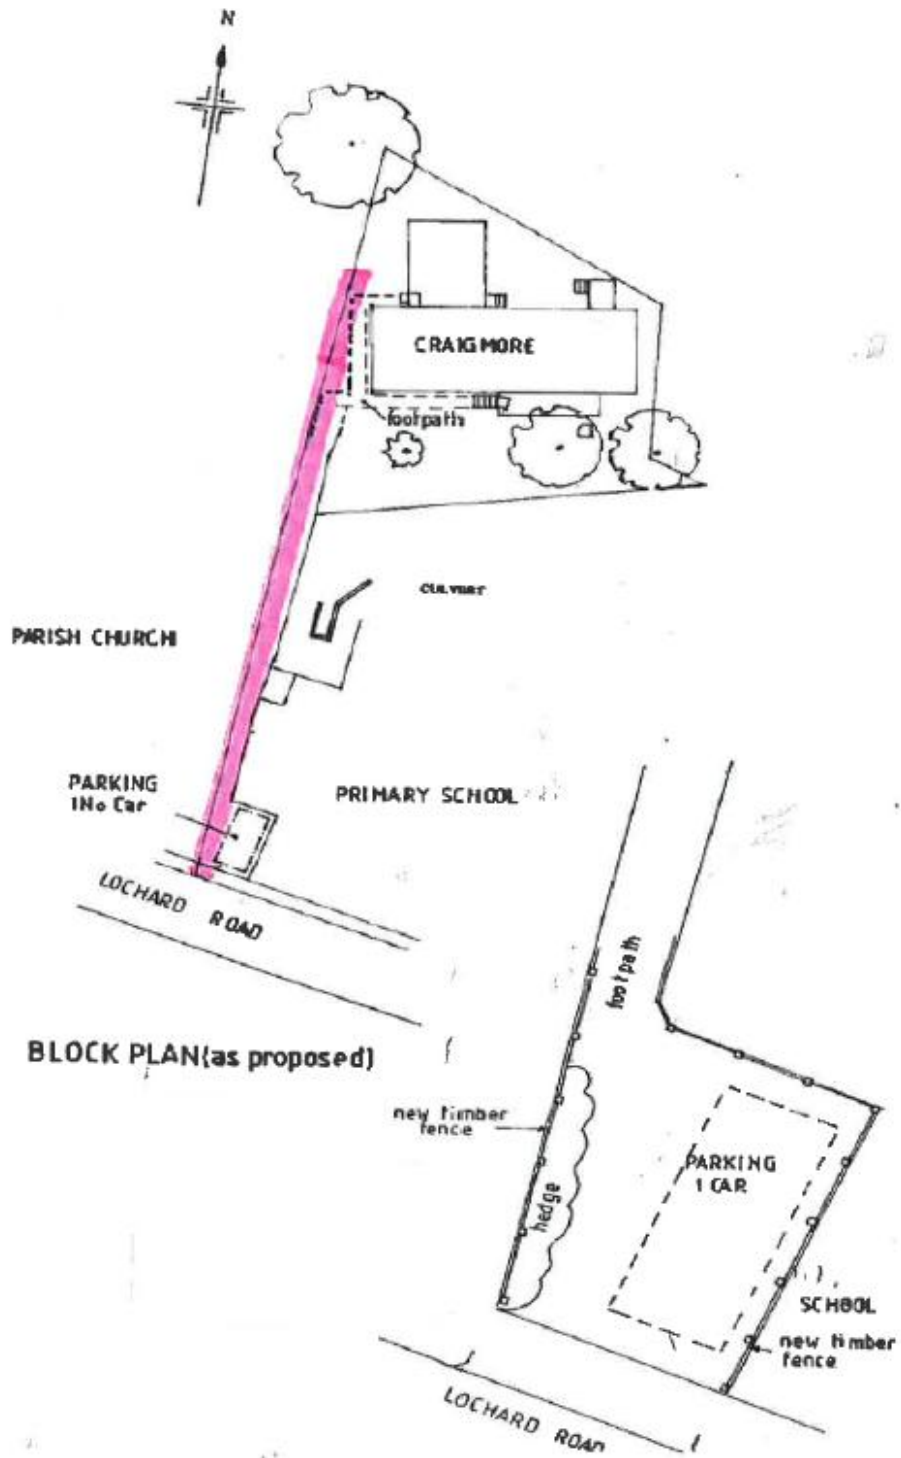 N
CRAIGMORE
footpath
CULVERT
PARISH CHURCH
PARKING
1No Car
PRIMARY SCHOOL
LOCHARD ROAD
BLOCK PLAN (as proposed)
footpath
new timber
fence
hedge
PARKING
1 CAR
SCHOOL
new timber
fence
LOCHARD ROAD